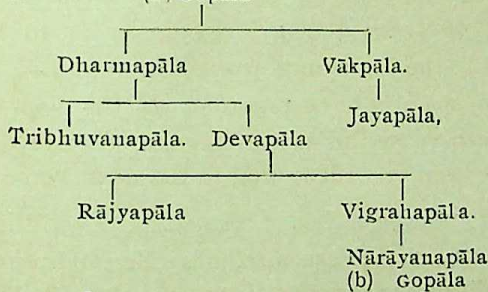 Dharmapāla Vākpāla.
Jayapāla,
Tribhuvanapāla. Devapāla
Rājyapāla Vigrahapāla.
Nārāyanapāla
(b) Gopāla